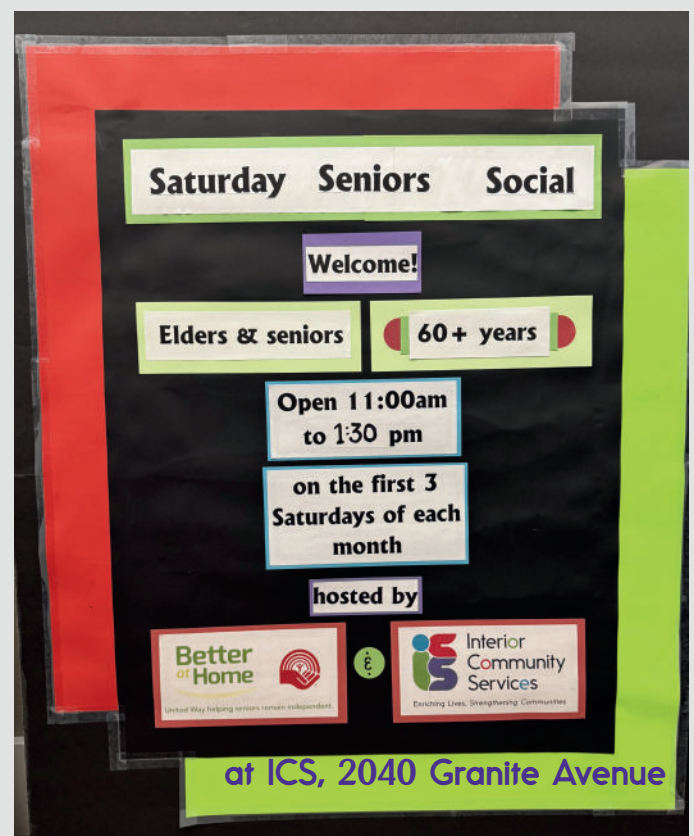 Saturday Seniors Social
Welcome!
Elders & seniors
60+ years
Open 11:00am
to 1:30 pm
on the first 3
Saturdays of each
month
hosted by
Better
at Home
United Way helping seniors remain independent.
&
ics
Interior
Community
Services
Enriching Lives, Strengthening Communities
at ICS, 2040 Granite Avenue